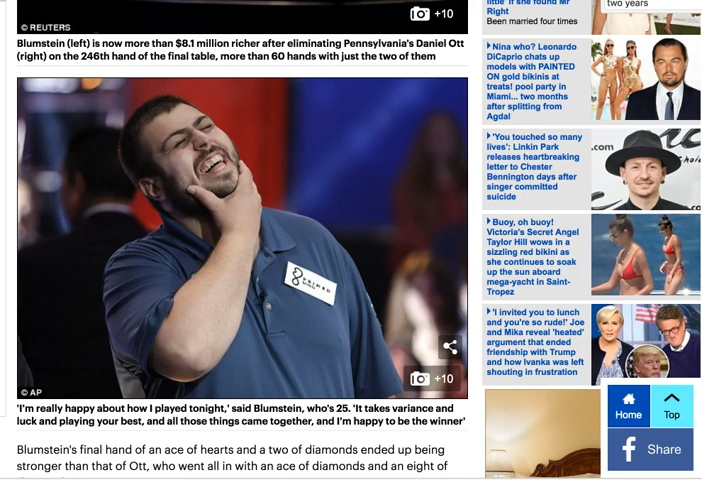 © REUTERS
+10
Blumstein (left) is now more than $8.1 million richer after eliminating Pennsylvania's Daniel Ott
(right) on the 246th hand of the final table, more than 60 hands with just the two of them
© AP
+10
'I'm really happy about how I played tonight,' said Blumstein, who's 25. 'It takes variance and
luck and playing your best, and all those things came together, and I'm happy to be the winner'
Blumstein's final hand of an ace of hearts and a two of diamonds ended up being
stronger than that of Ott, who went all in with an ace of diamonds and an eight of
little' if she found Mr
Right
Been married four times
two years
Nina who? Leonardo
DiCaprio chats up
models with PAINTED
ON gold bikinis at
treats! pool party in
Miami... two months
after splitting from
Agdal
'You touched so many
lives': Linkin Park
releases heartbreaking
letter to Chester
Bennington days after
singer committed
suicide
.com
Buoy, oh buoy!
Victoria's Secret Angel
Taylor Hill wows in a
sizzling red bikini as
she continues to soak
up the sun aboard
mega-yacht in Saint-
Tropez
'I invited you to lunch
and you're so rude!' Joe
and Mika reveal 'heated'
argument that ended
friendship with Trump
and how Ivanka was left
shouting in frustration
Home
Top
f Share